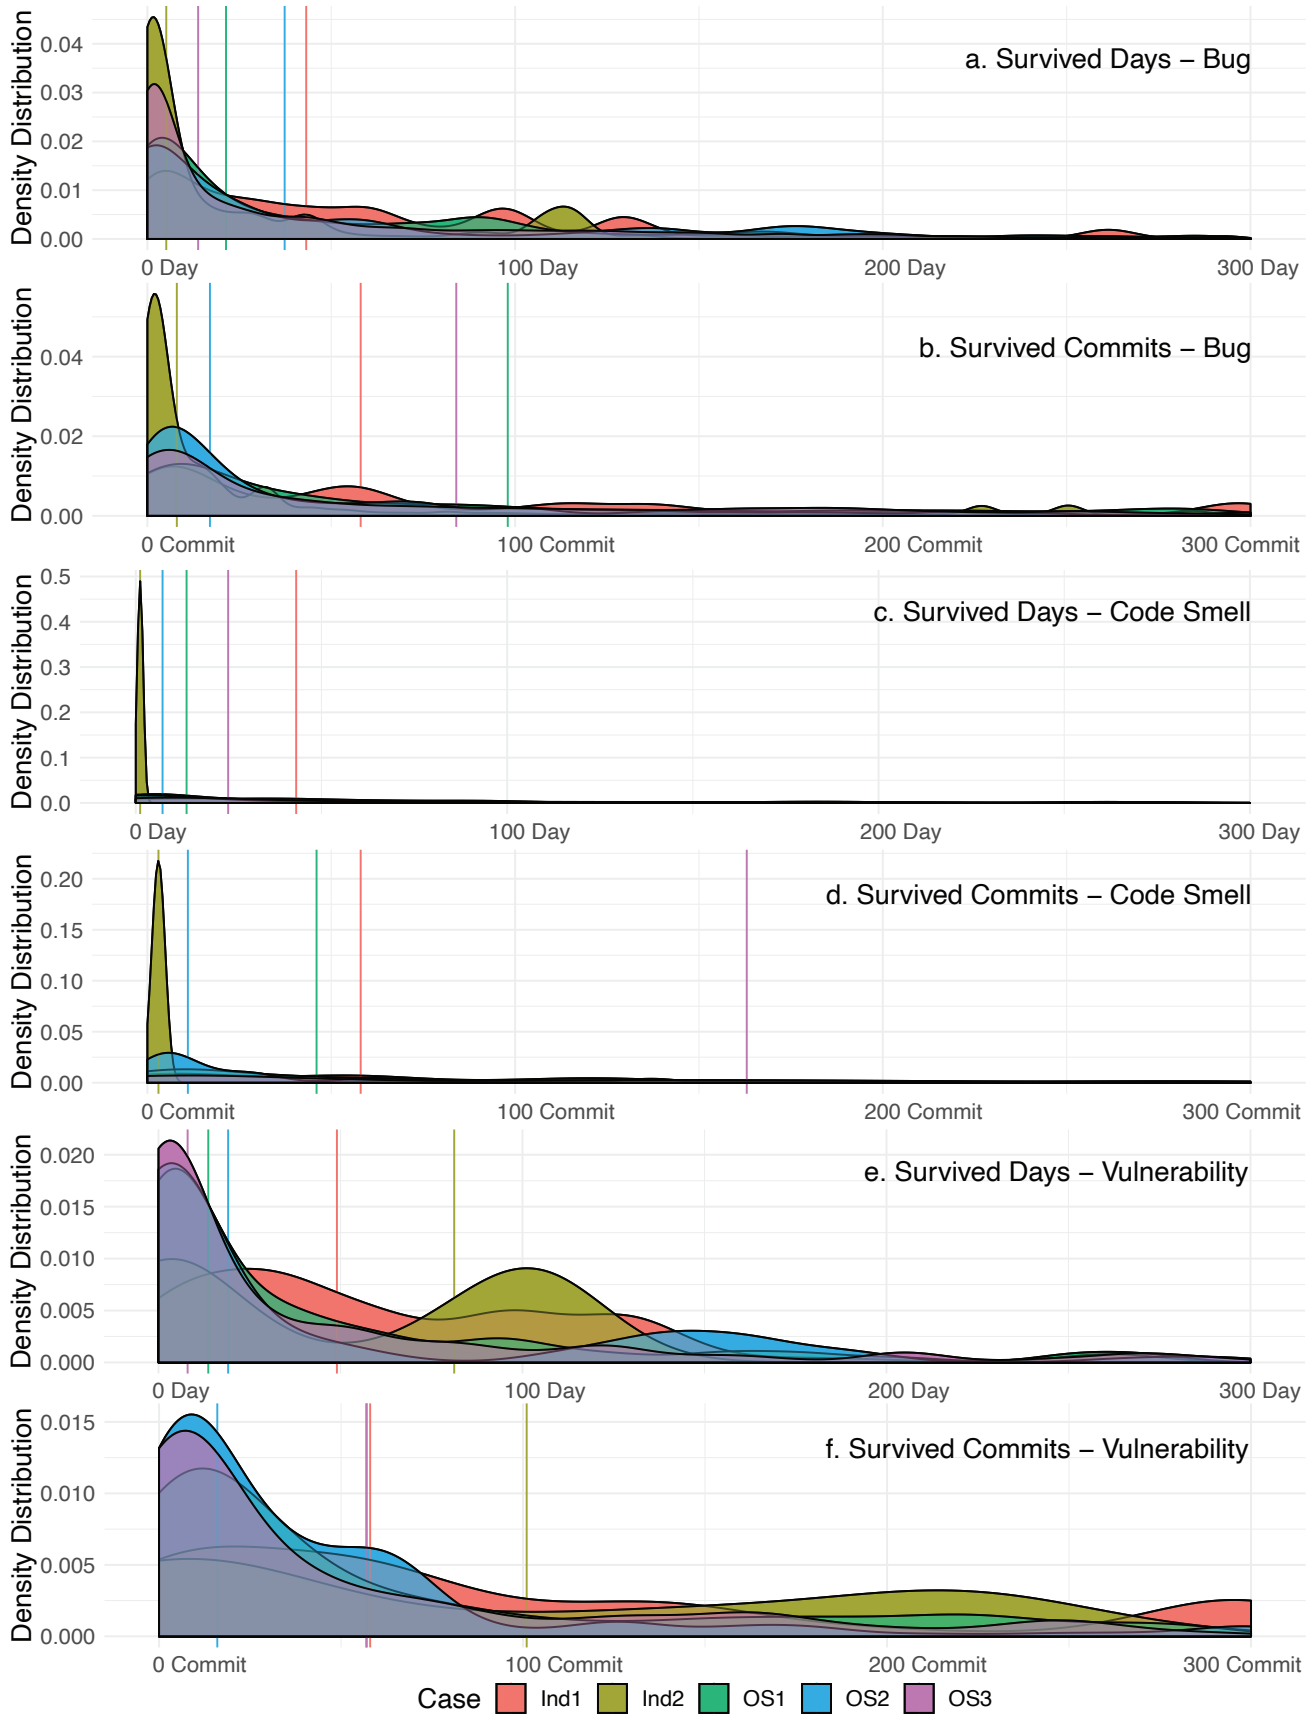 a. Survived Days – Bug
Density Distribution
0.04
0.03
0.02
0.01
0.00
0 Day 100 Day 200 Day 300 Day
b. Survived Commits – Bug
Density Distribution
0.04
0.02
0.00
0 Commit 100 Commit 200 Commit 300 Commit
c. Survived Days – Code Smell
Density Distribution
0.5
0.4
0.3
0.2
0.1
0.0
0 Day 100 Day 200 Day 300 Day
d. Survived Commits – Code Smell
Density Distribution
0.20
0.15
0.10
0.05
0.00
0 Commit 100 Commit 200 Commit 300 Commit
e. Survived Days – Vulnerability
Density Distribution
0.020
0.015
0.010
0.005
0.000
0 Day 100 Day 200 Day 300 Day
f. Survived Commits – Vulnerability
Density Distribution
0.015
0.010
0.005
0.000
0 Commit 100 Commit 200 Commit 300 Commit
Case Ind1 Ind2 OS1 OS2 OS3